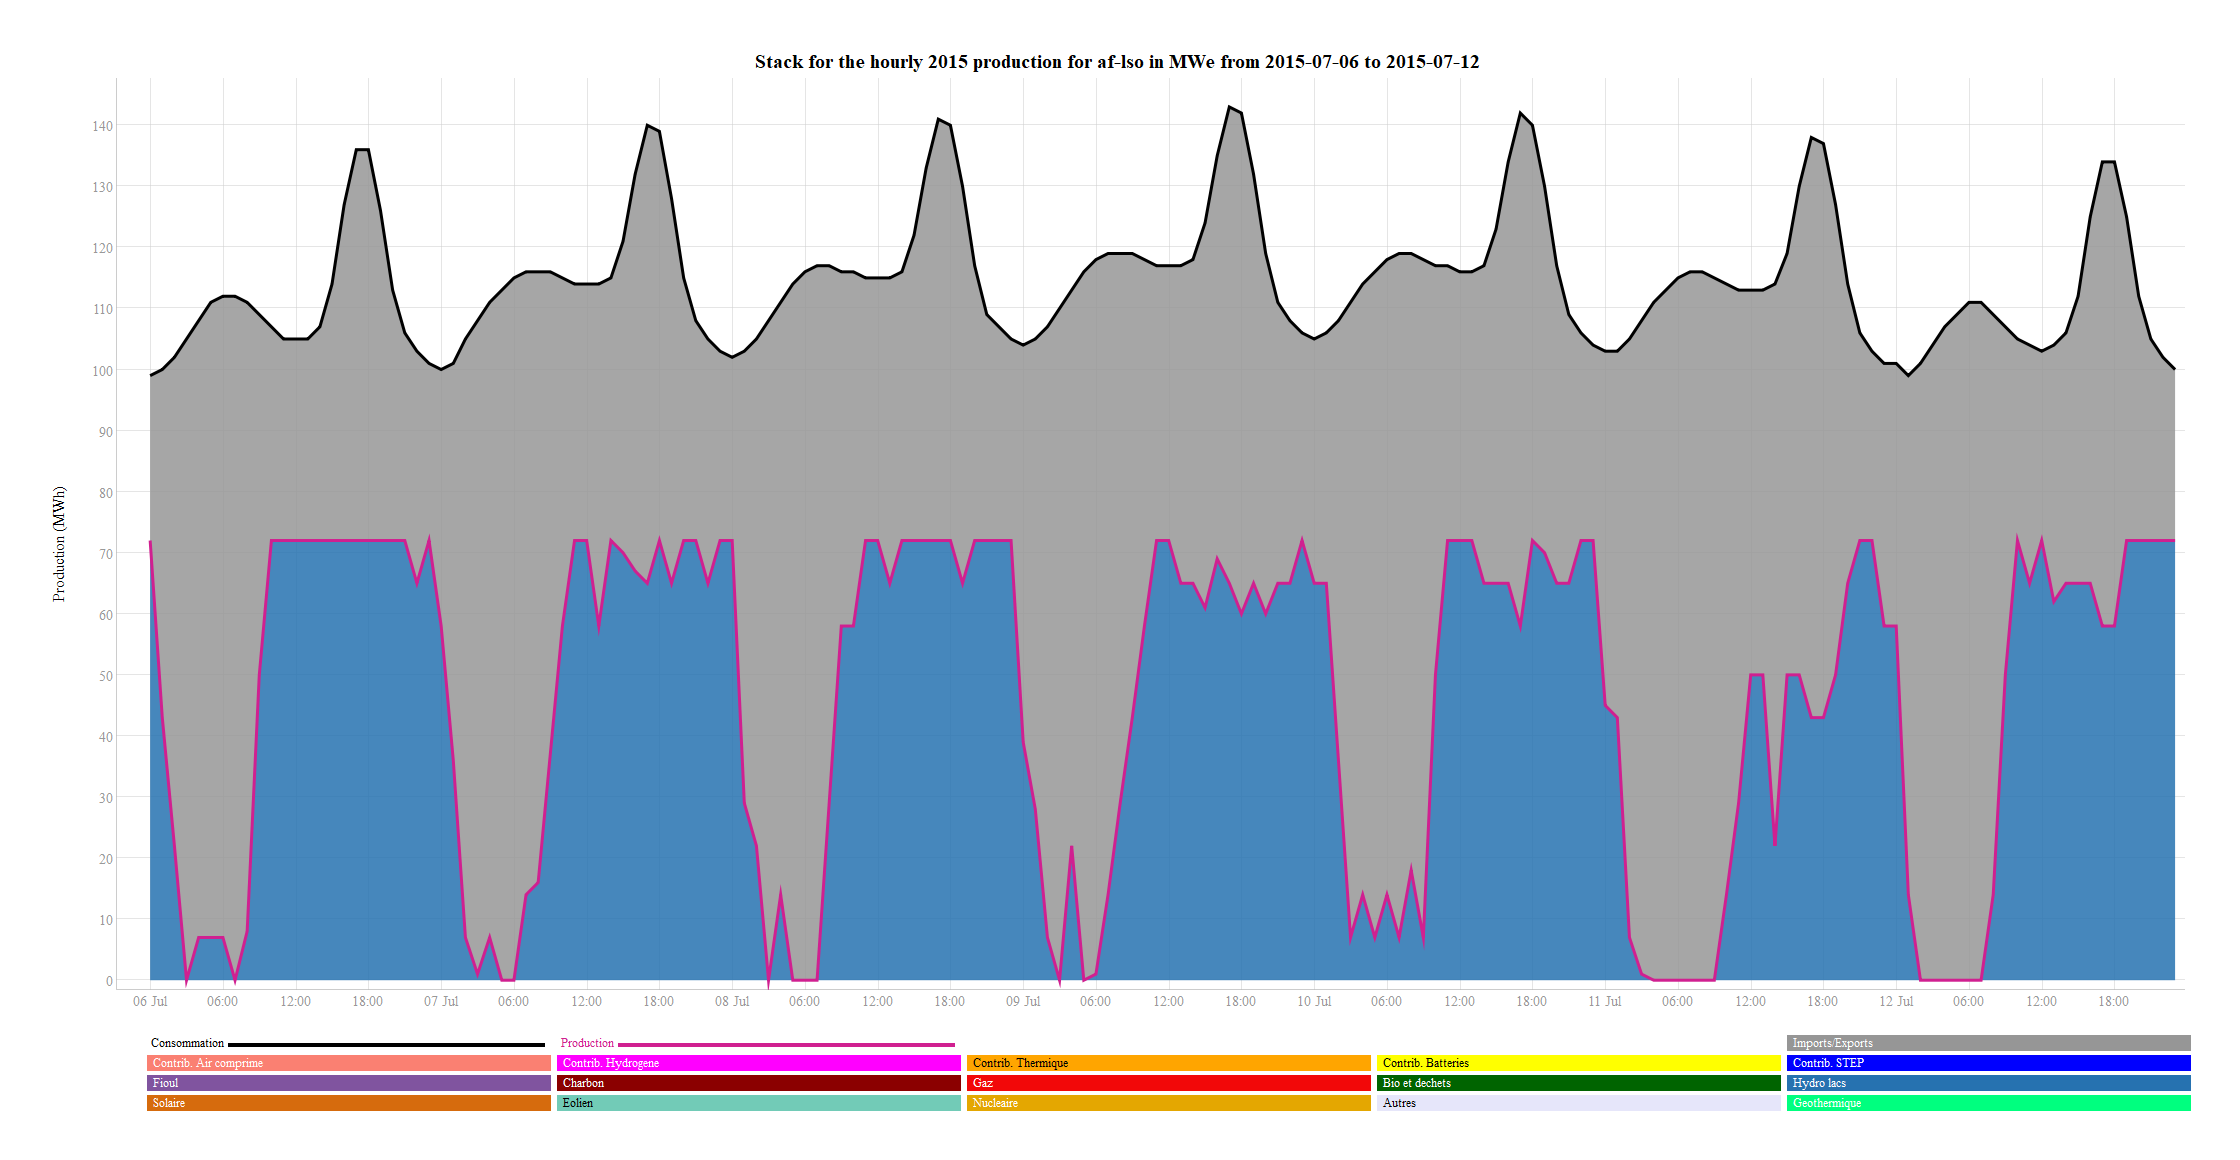 Stack for the hourly 2015 production for af-lso in MWe from 2015-07-06 to 2015-07-12
140
130
120
110
100
90
80
70
60
50
40
30
20
10
0
Production (MWh)
06 Jul 06:00 12:00 18:00 07 Jul 06:00 12:00 18:00 08 Jul 06:00 12:00 18:00 09 Jul 06:00 12:00 18:00 10 Jul 06:00 12:00 18:00 11 Jul 06:00 12:00 18:00 12 Jul 06:00 12:00 18:00
Consommation Production Imports/Exports
Contrib. Air comprime Contrib. Hydrogene Contrib. Thermique Contrib. Batteries Contrib. STEP
Fioul Charbon Gaz Bio et dechets Hydro lacs
Solaire Eolien Nucleaire Autres Geothermique